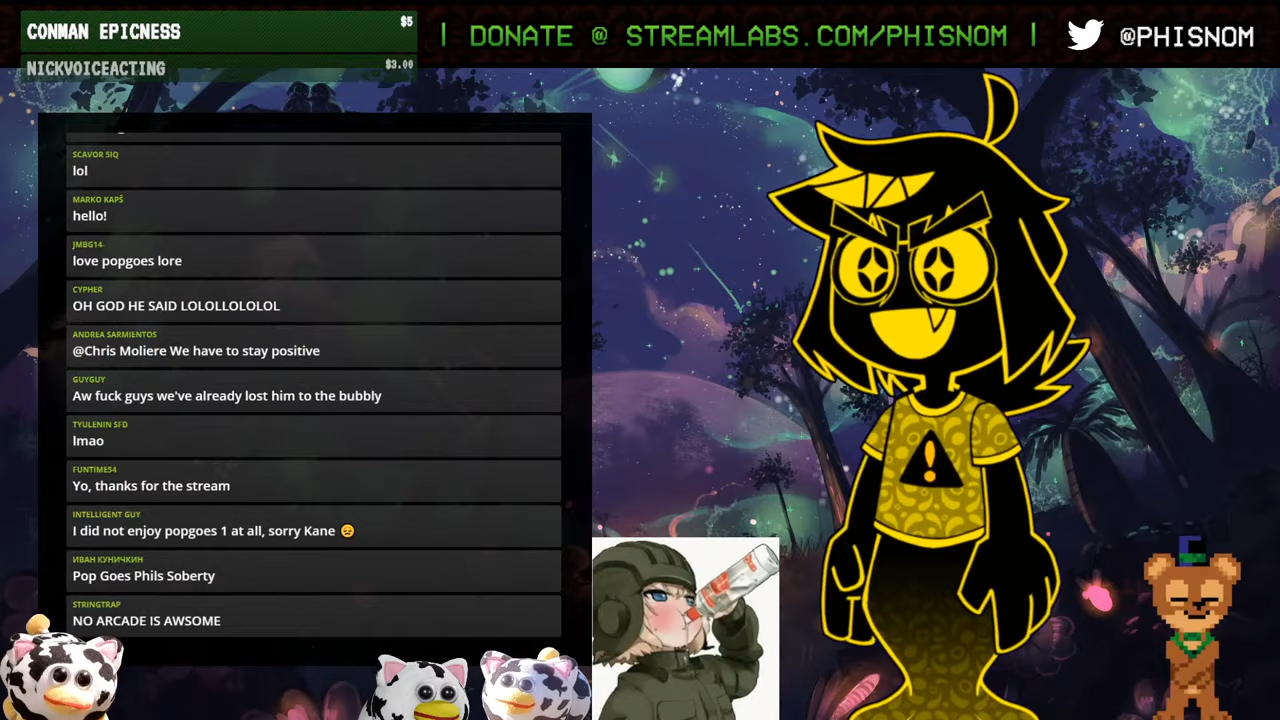 CONMAN EPICNESS $5
NICKVOICEACTING $3.00
| DONATE @ STREAMLABS.COM/PHISNOM | @PHISNOM
SCAVOR 5IQ
lol
MARKO KAPŠ
hello!
JMBG14-
love popgoes lore
CYPHER
OH GOD HE SAID LOLOLLOLOLOL
ANDREA SARMIENTOS
@Chris Moliere We have to stay positive
GUYGUY
Aw fuck guys we've already lost him to the bubbly
TYULENIN SFD
lmao
FUNTIME54
Yo, thanks for the stream
INTELLIGENT GUY
I did not enjoy popgoes 1 at all, sorry Kane 😞
ИВАН КУНИЧКИН
Pop Goes Phils Soberty
STRINGTRAP
NO ARCADE IS AWSOME
!